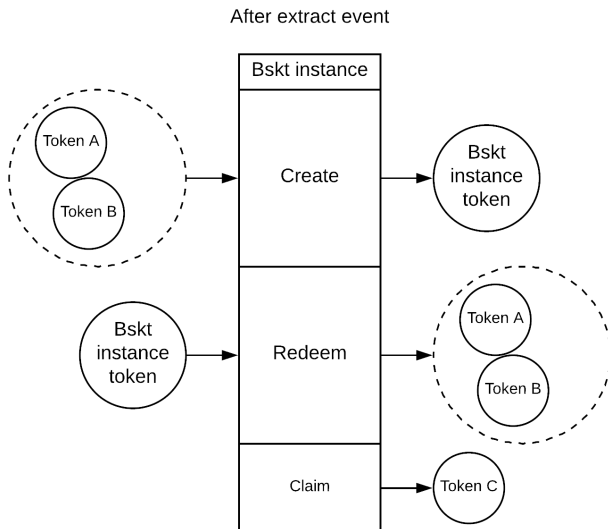 After extract event
Bskt instance
Token A
Token B
Create
Bskt
instance
token
Bskt
instance
token
Redeem
Token A
Token B
Claim
Token C